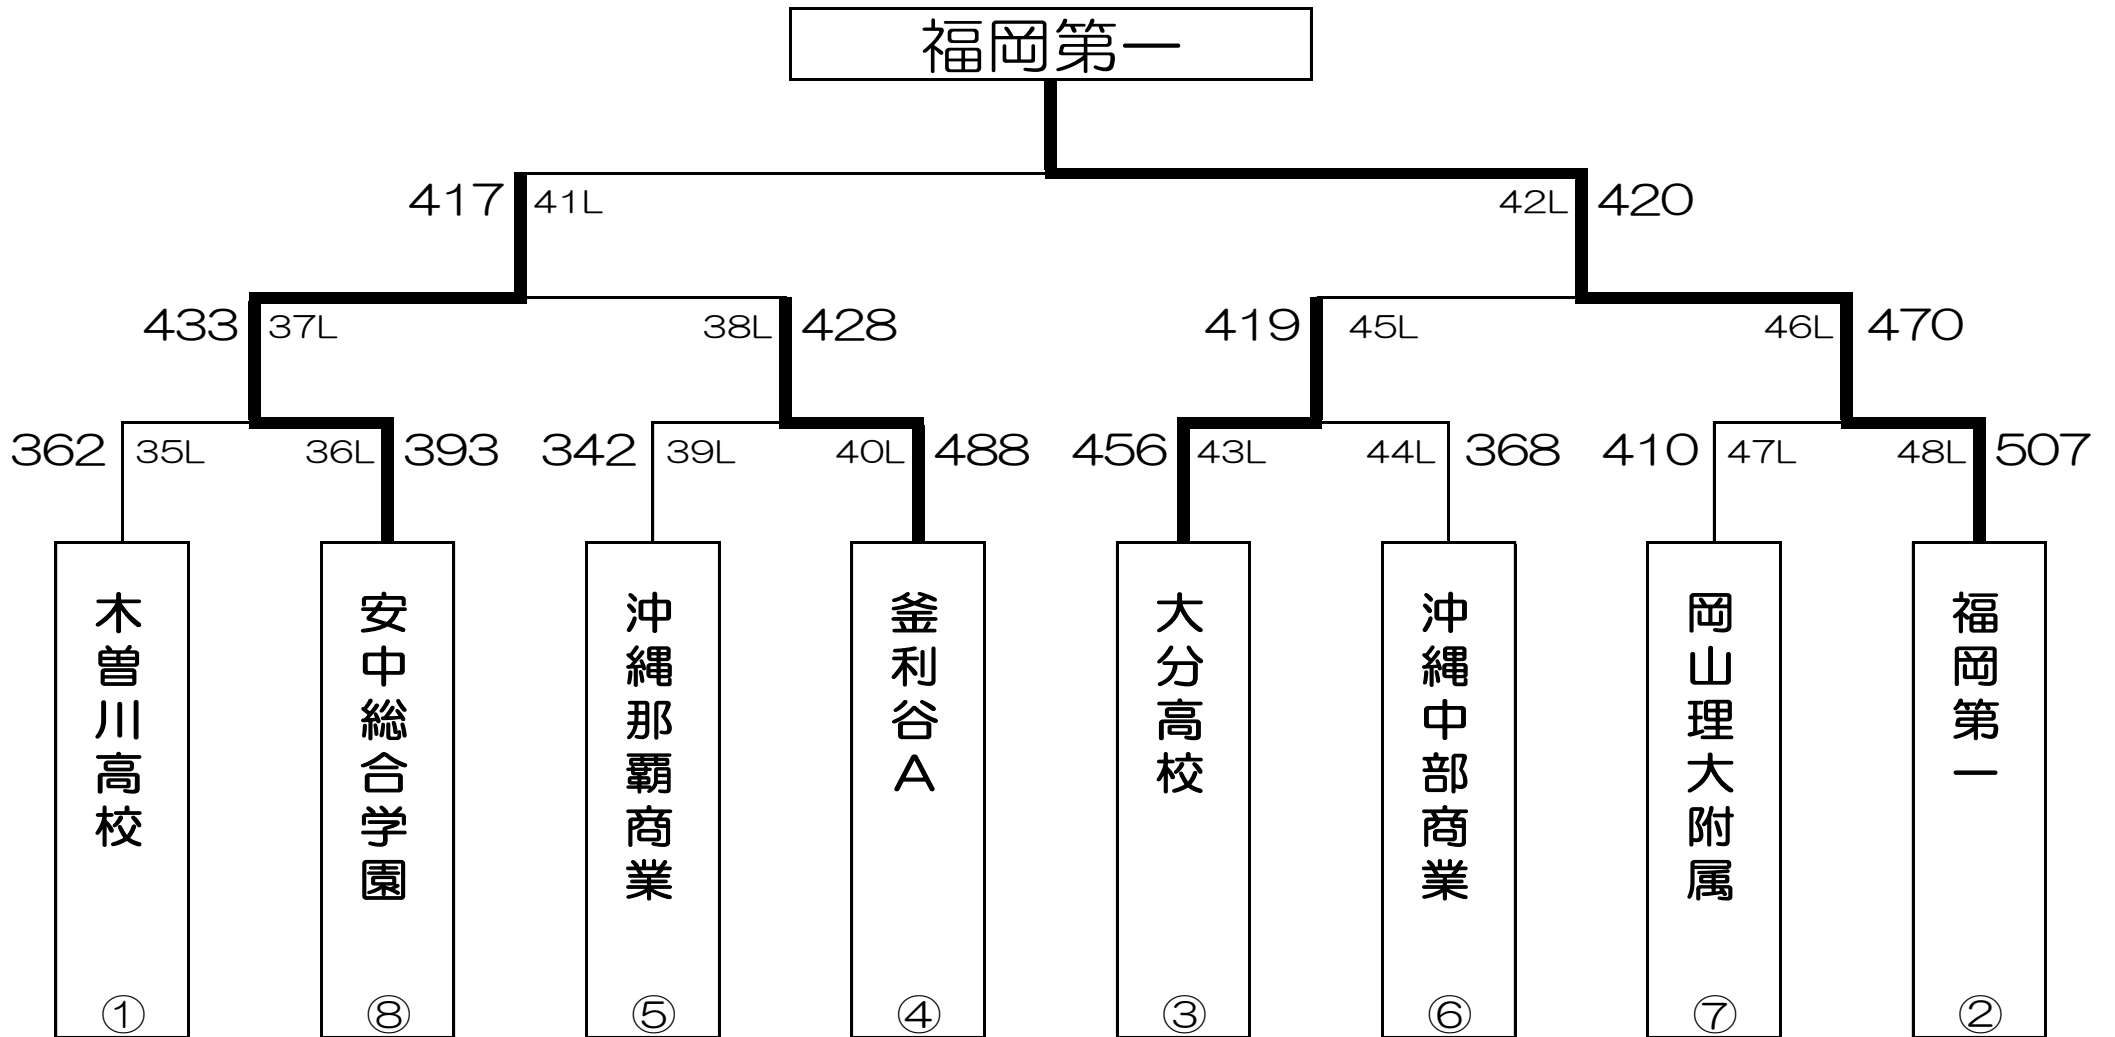 福岡第一
417 41L 42L 420
433 37L 38L 428 419 45L 46L 470
362 35L 36L 393 342 39L 40L 488 456 43L 44L 368 410 47L 48L 507
木曽川高校
安中総合学園
沖縄那覇商業
釜利谷A
大分高校
沖縄中部商業
岡山理大附属
福岡第一
① ⑧ ⑤ ④ ③ ⑥ ⑦ ②